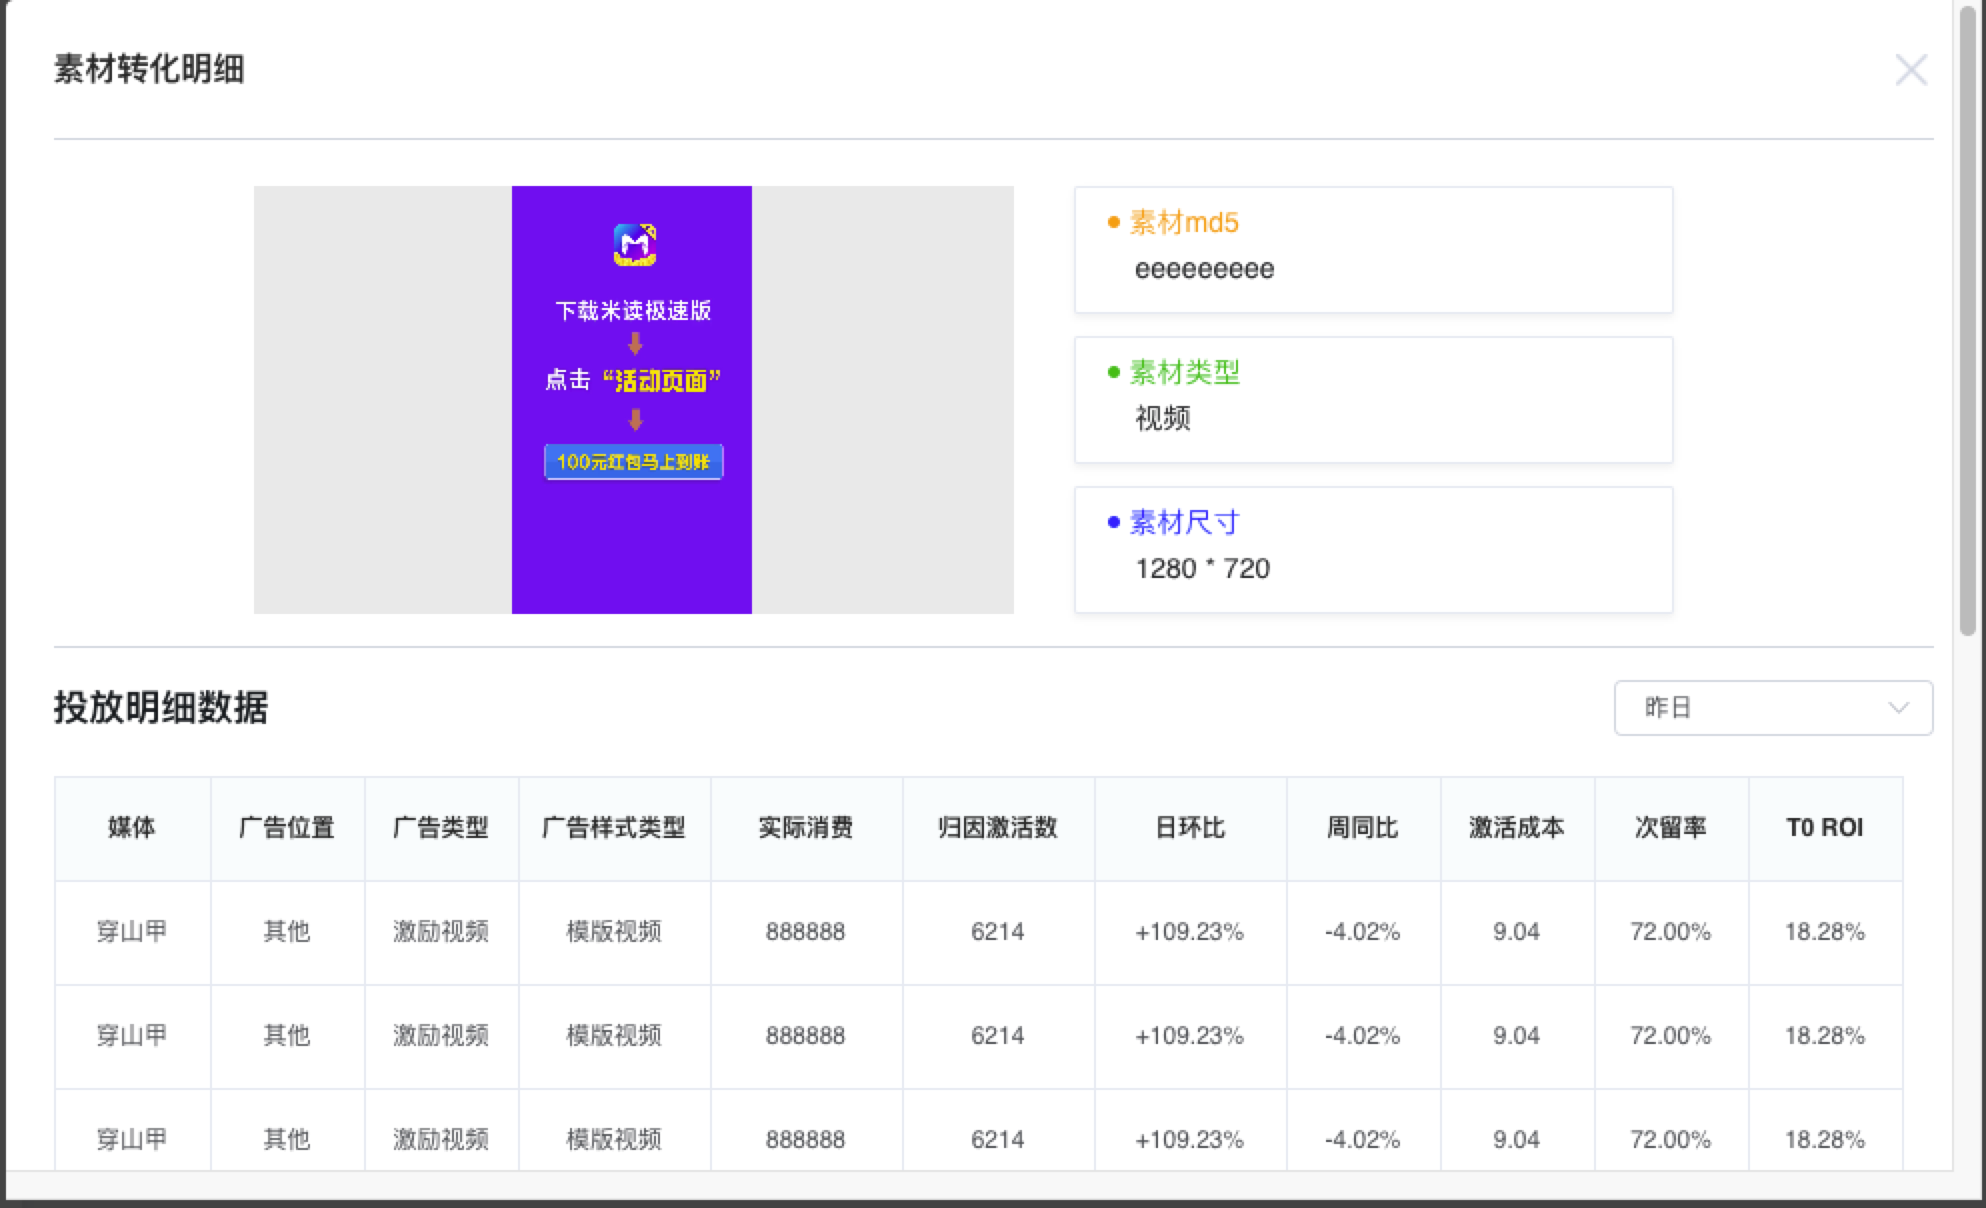 素材转化明细
下载米读极速版
点击“活动页面”
100元红包马上到账
素材md5
eeeeeeeeee
素材类型
视频
素材尺寸
1280 * 720
投放明细数据
昨日
媒体 广告位置 广告类型 广告样式类型 实际消费 归因激活数 日环比 周同比 激活成本 次留率 T0 ROI
穿山甲 其他 激励视频 模版视频 888888 6214 +109.23% -4.02% 9.04 72.00% 18.28%
穿山甲 其他 激励视频 模版视频 888888 6214 +109.23% -4.02% 9.04 72.00% 18.28%
穿山甲 其他 激励视频 模版视频 888888 6214 +109.23% -4.02% 9.04 72.00% 18.28%